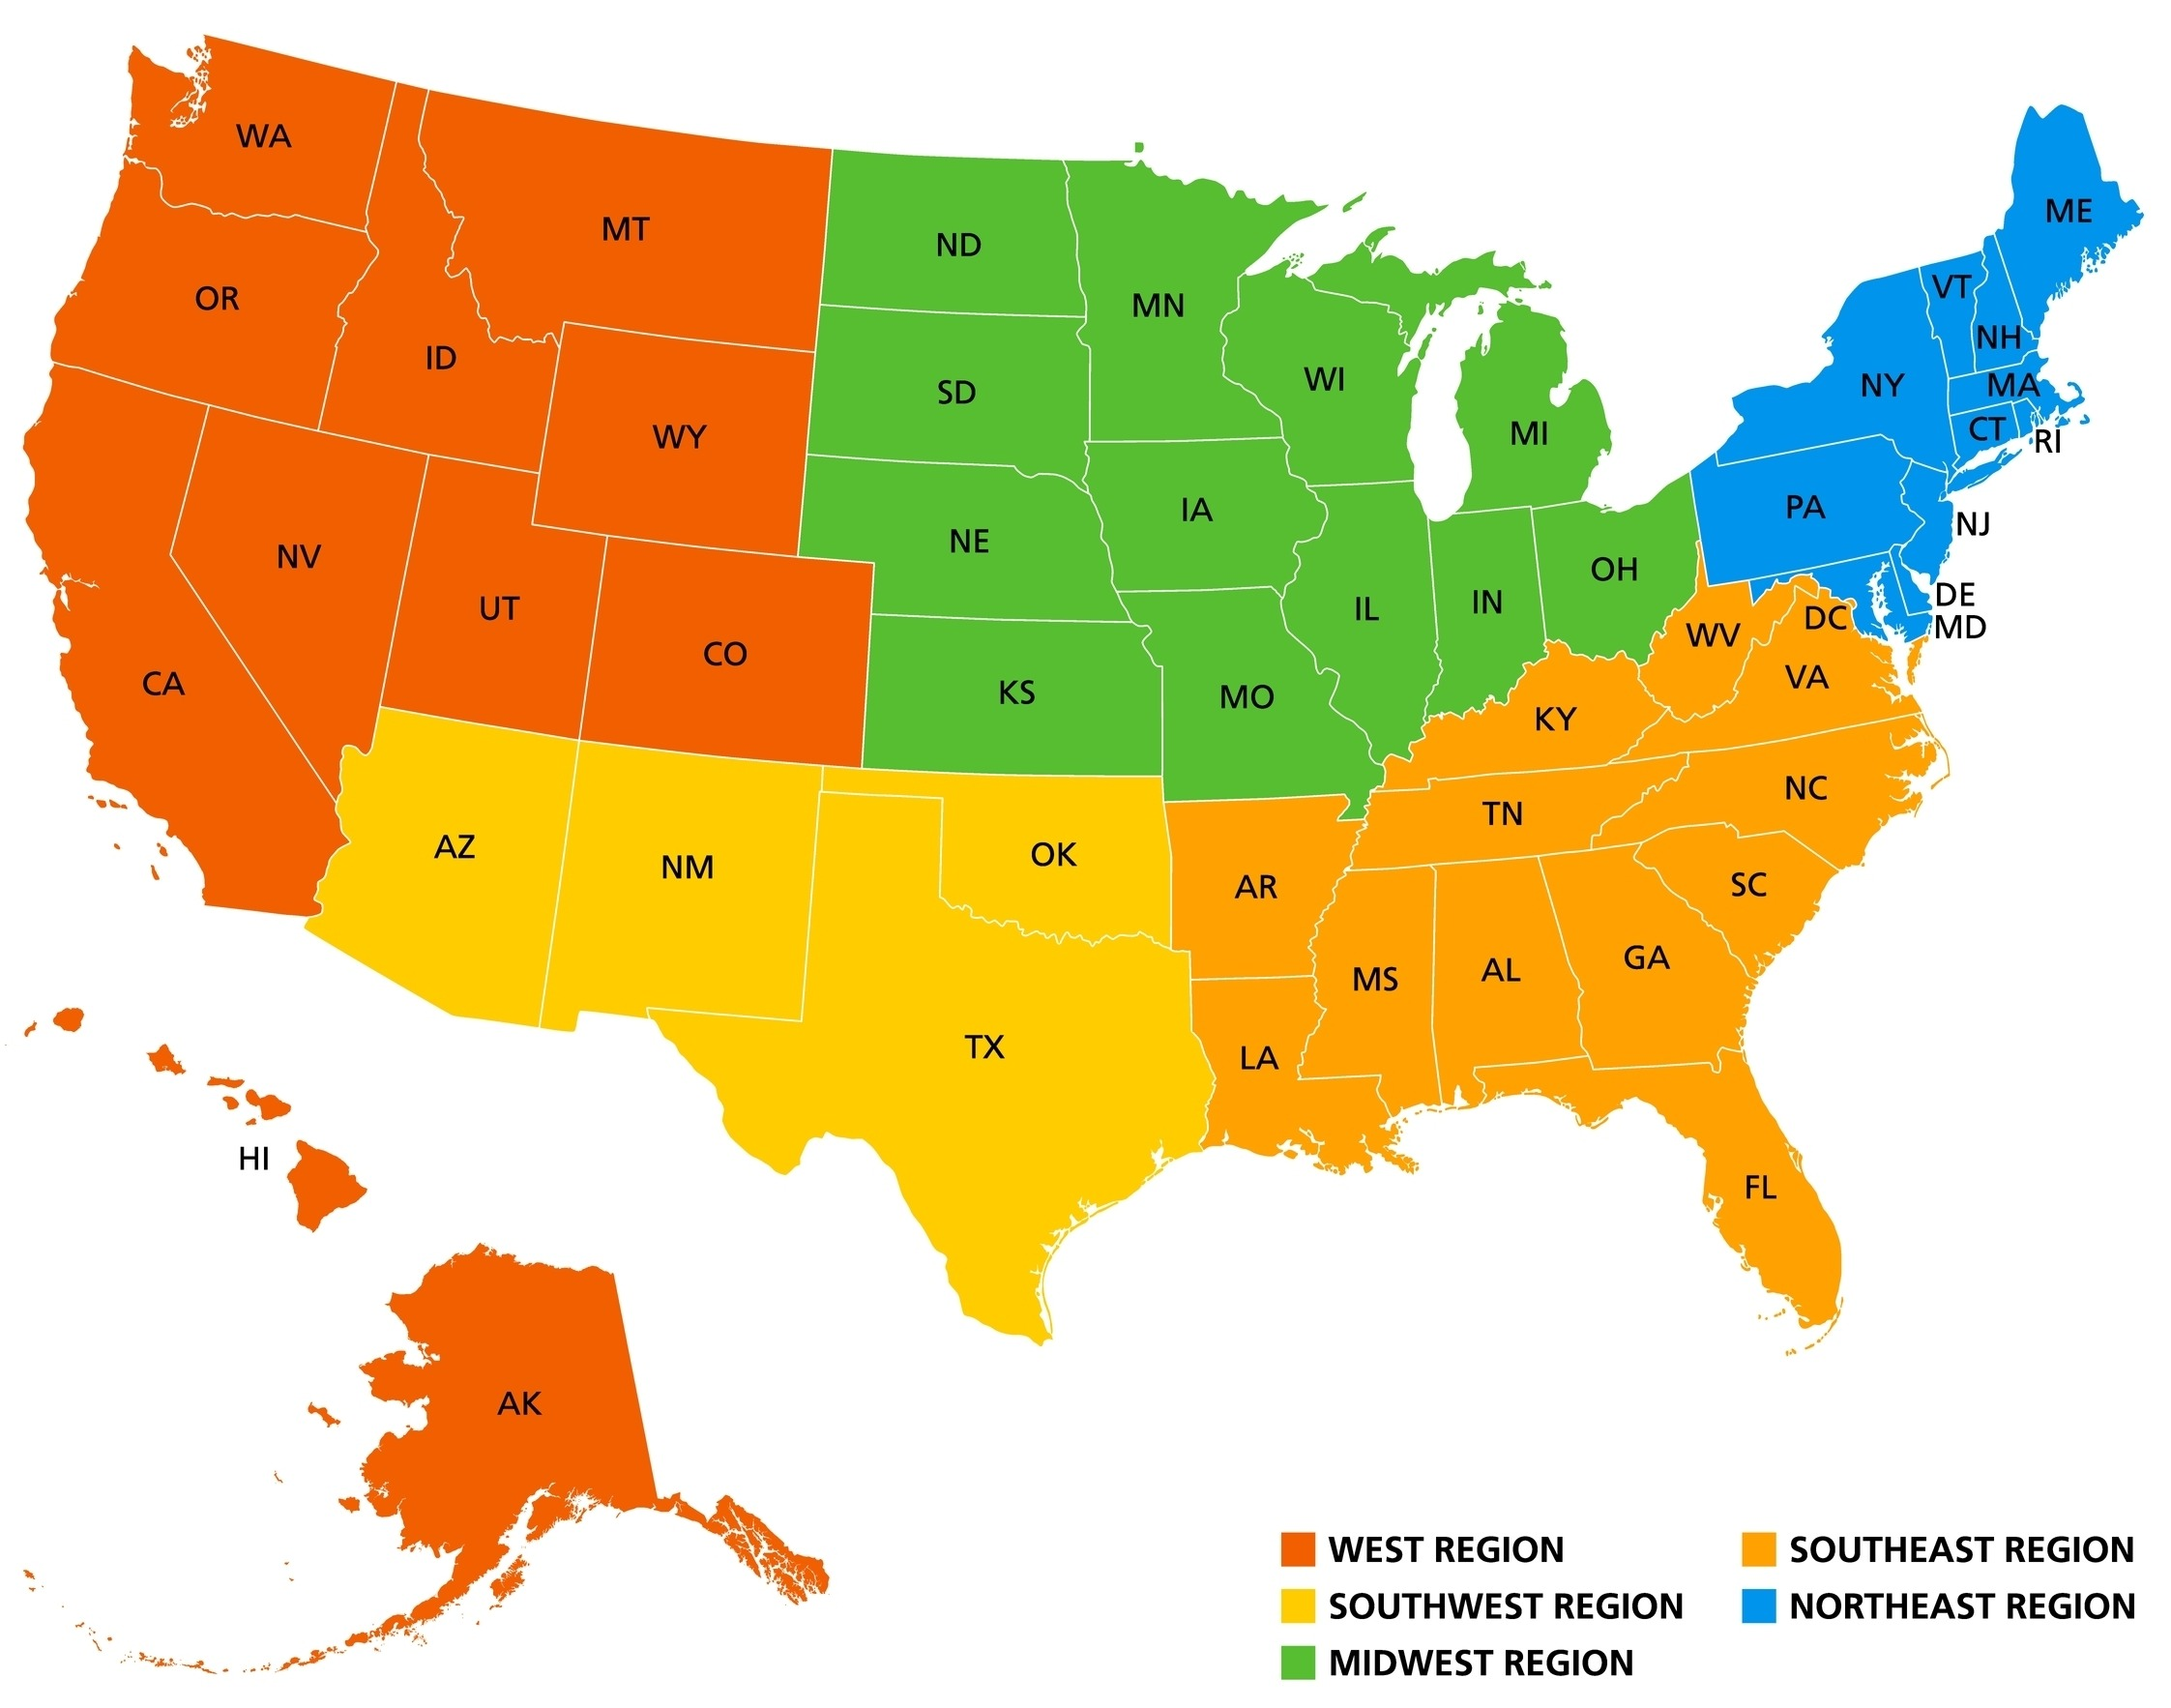 WA
MT
ME
ND
OR
MN
VT
NH
ID
WI
NY
MA
SD
WY
MI
CT
RI
IA
PA
NJ
NE
NV
OH
UT
IL
IN
DE
DC
MD
WV
CO
CA
KS
MO
VA
KY
NC
TN
AZ
OK
NM
AR
SC
GA
MS
AL
TX
LA
HI
FL
AK
WEST REGION
SOUTHWEST REGION
MIDWEST REGION
SOUTHEAST REGION
NORTHEAST REGION